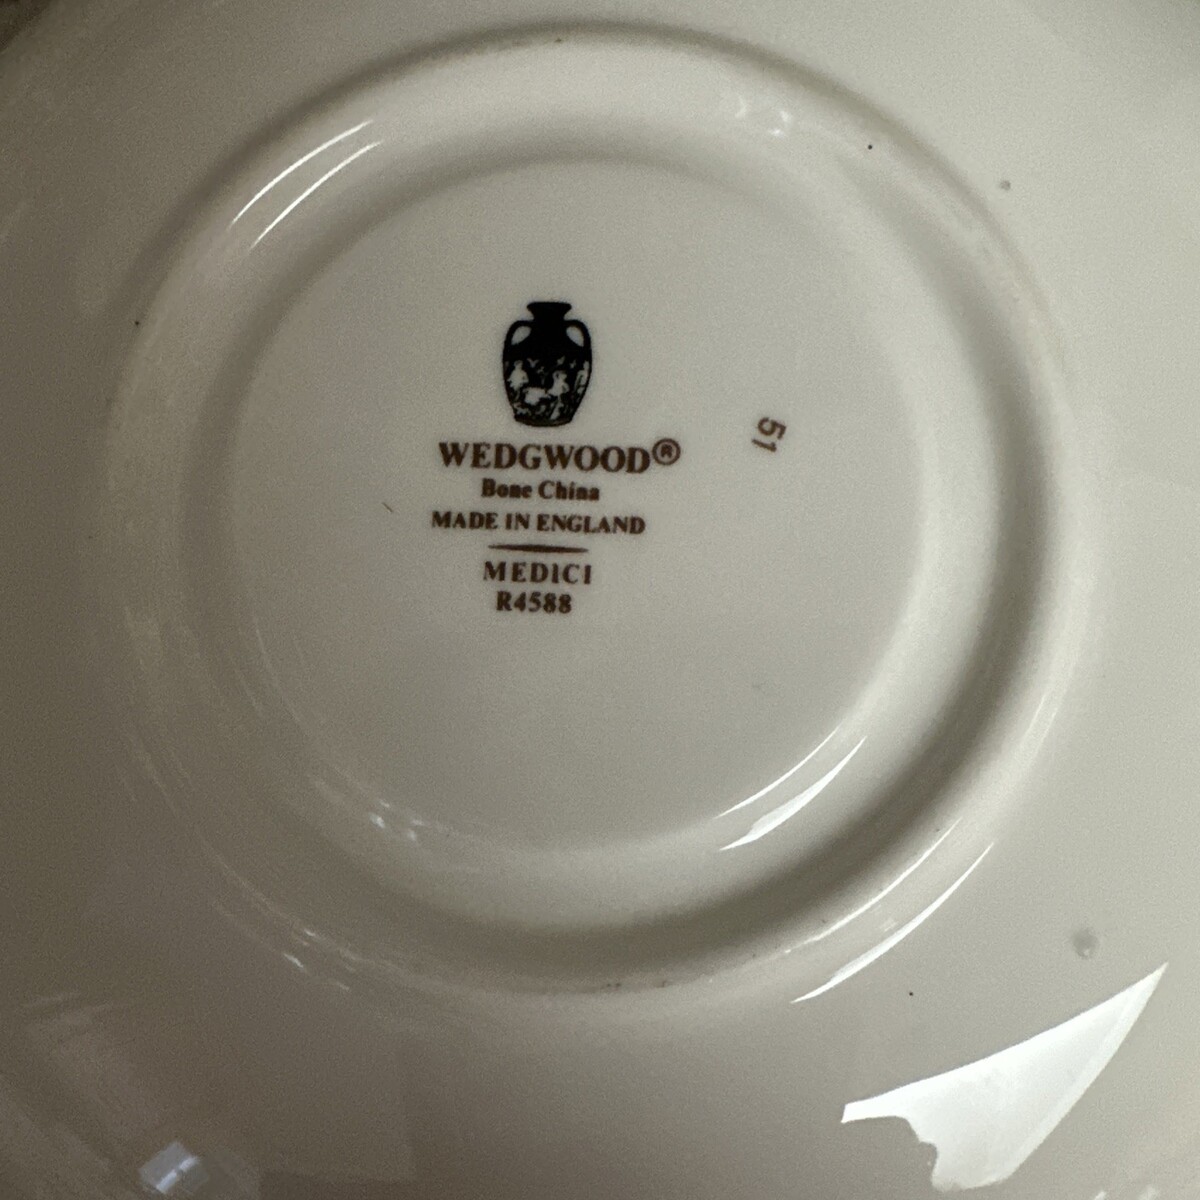 WEDGWOOD®
Bone China
MADE IN ENGLAND
MEDICI
R4588
51